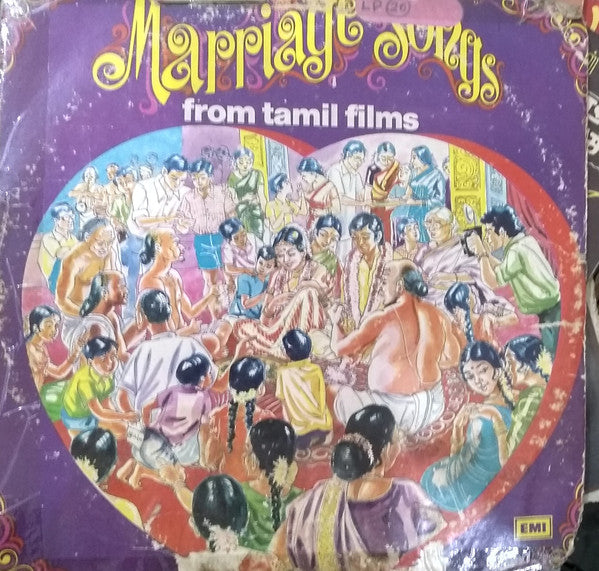 LP (20)
Marriage Songs
from tamil films
EMI